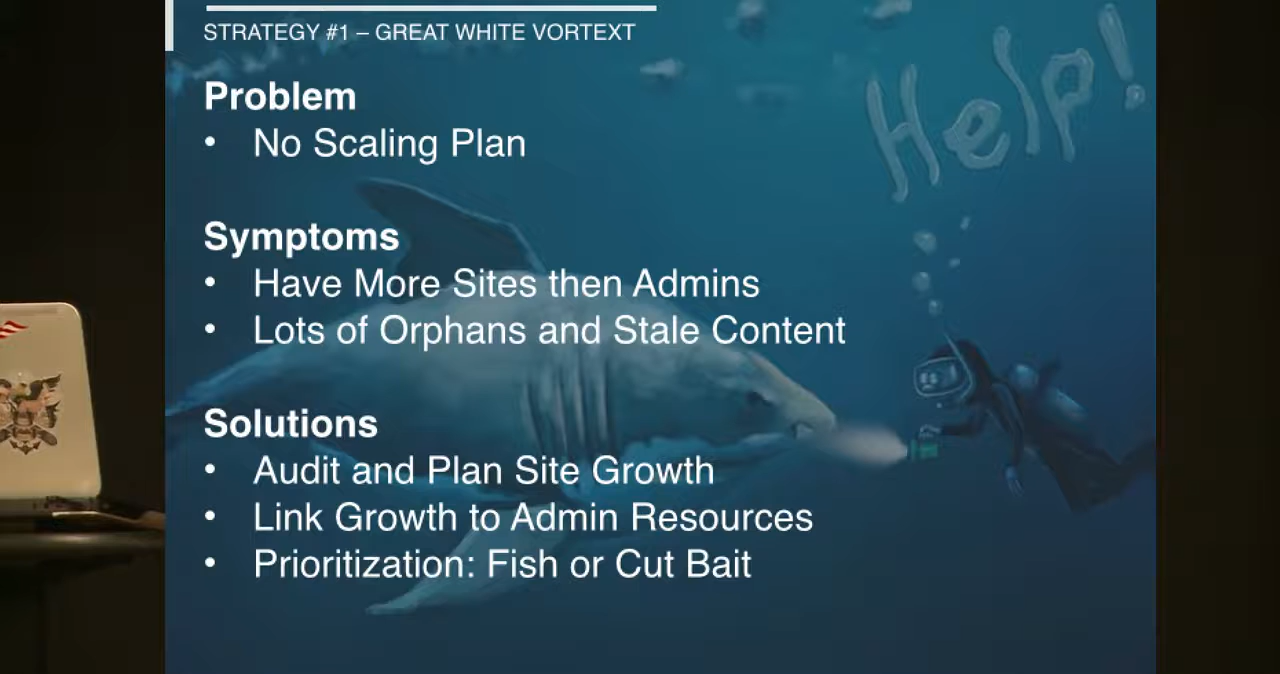 STRATEGY #1 – GREAT WHITE VORTEXT
Help!
Problem
• No Scaling Plan
Symptoms
• Have More Sites then Admins
• Lots of Orphans and Stale Content
Solutions
• Audit and Plan Site Growth
• Link Growth to Admin Resources
• Prioritization: Fish or Cut Bait